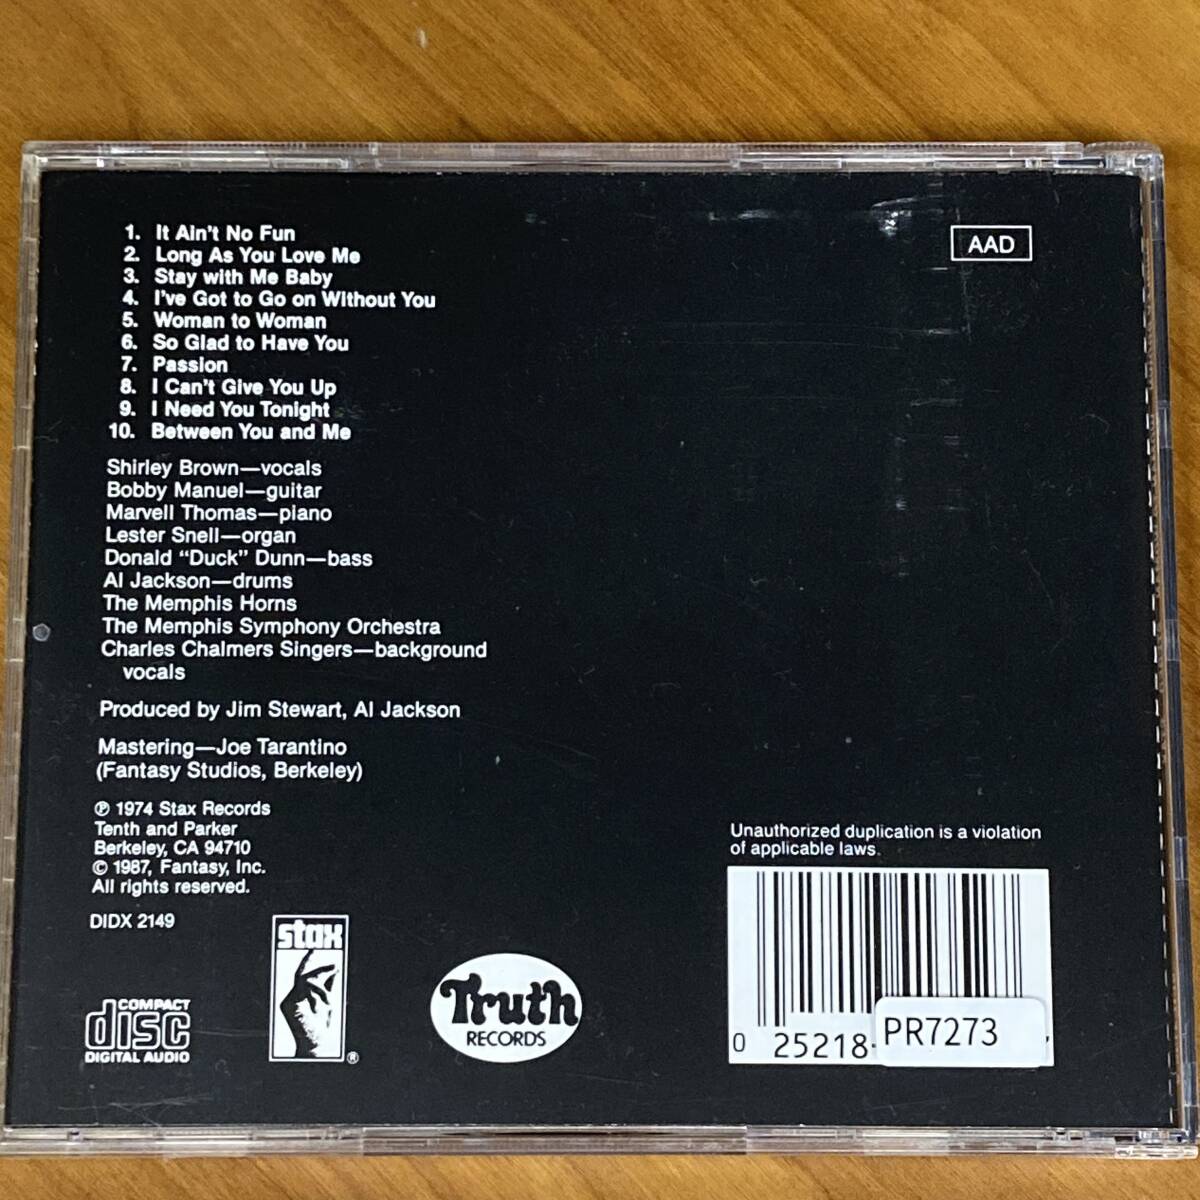 1. It Ain't No Fun
2. Long As You Love Me
3. Stay with Me Baby
4. I've Got to Go on Without You
5. Woman to Woman
6. So Glad to Have You
7. Passion
8. I Can't Give You Up
9. I Need You Tonight
10. Between You and Me
AAD
Shirley Brown—vocals
Bobby Manuel—guitar
Marvell Thomas—piano
Lester Snell—organ
Donald “Duck” Dunn—bass
Al Jackson—drums
The Memphis Horns
The Memphis Symphony Orchestra
Charles Chalmers Singers—background
vocals
Produced by Jim Stewart, Al Jackson
Mastering—Joe Tarantino
(Fantasy Studios, Berkeley)
℗ 1974 Stax Records
Tenth and Parker
Berkeley, CA 94710
© 1987, Fantasy, Inc.
All rights reserved.
DIDX 2149
COMPACT
disc
DIGITAL AUDIO
stax
®
Truth
RECORDS
Unauthorized duplication is a violation
of applicable laws.
0 25218-
PR7273